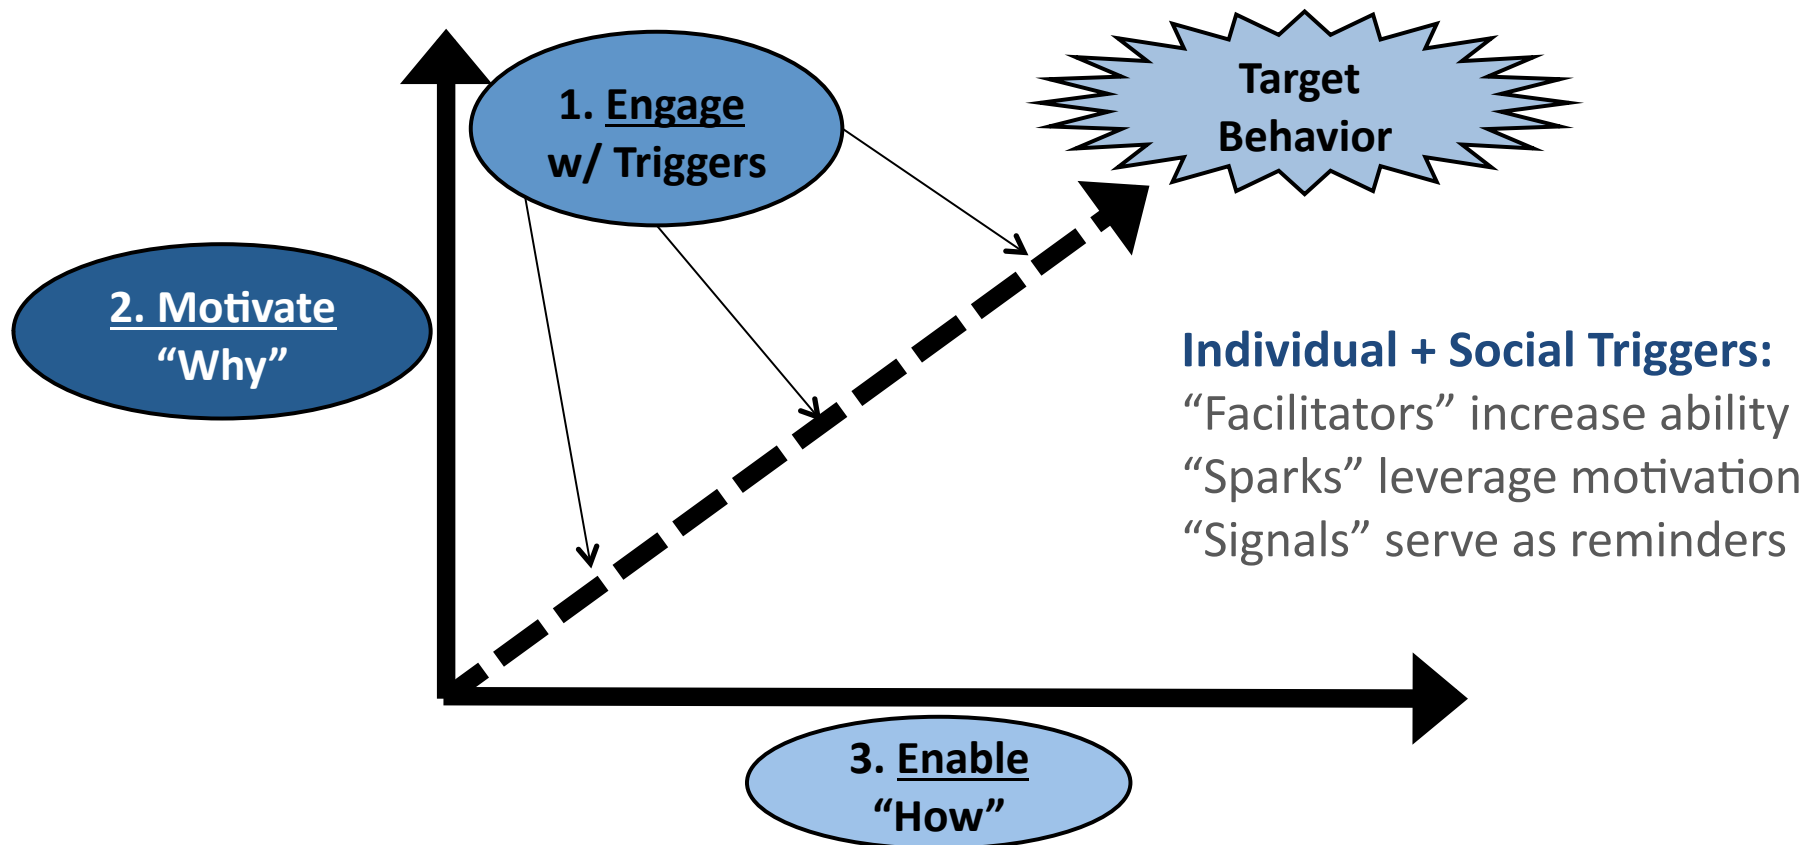 1. Engage
w/ Triggers
Target
Behavior
2. Motivate
“Why”
Individual + Social Triggers:
“Facilitators” increase ability
“Sparks” leverage motivation
“Signals” serve as reminders
3. Enable
“How”